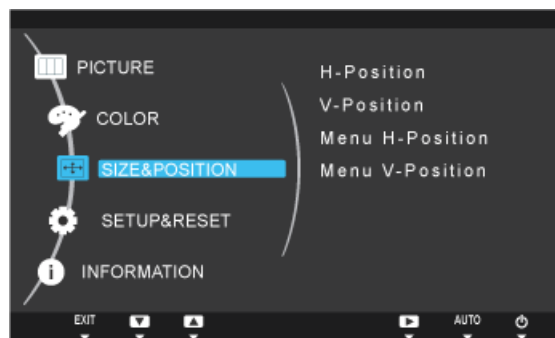 PICTURE
COLOR
SIZE&POSITION
SETUP&RESET
INFORMATION
H-Position
V-Position
Menu H-Position
Menu V-Position
EXIT
AUTO